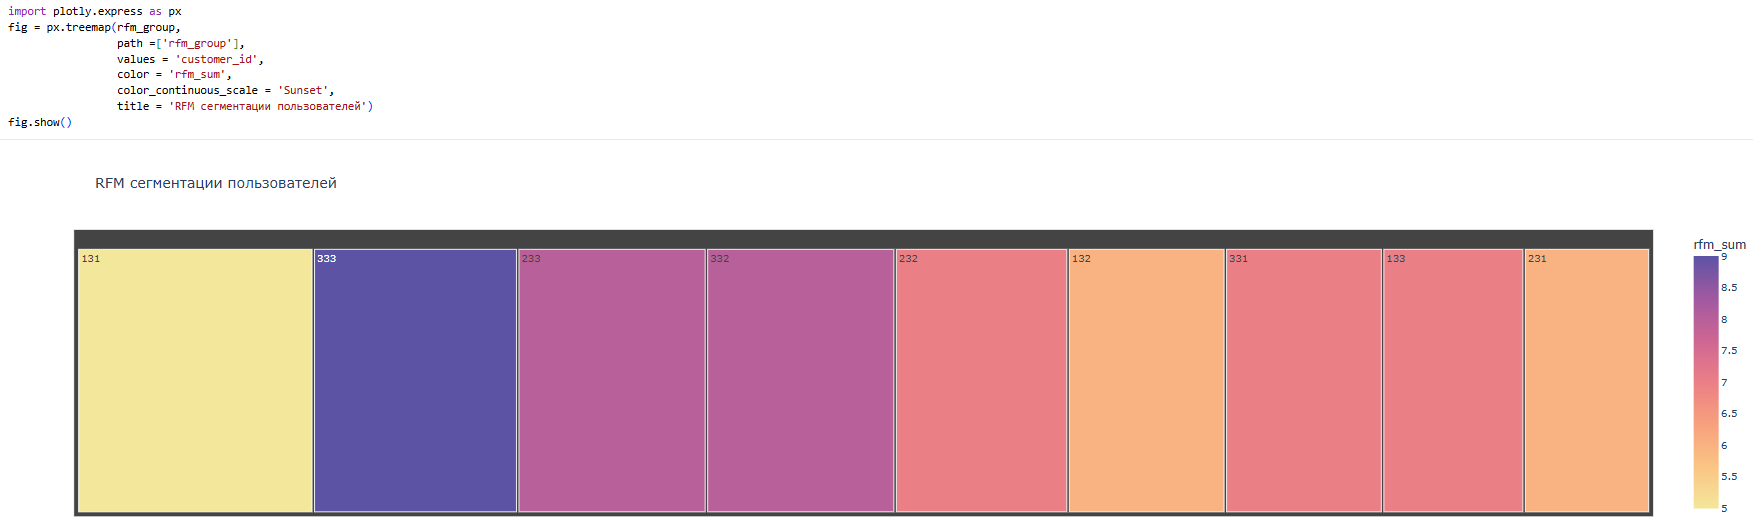 import plotly.express as px
fig = px.treemap(rfm_group,
path =['rfm_group'],
values = 'customer_id',
color = 'rfm_sum',
color_continuous_scale = 'Sunset',
title = 'RFM сегментации пользователей')
fig.show()
RFM сегментации пользователей
131 333 233 332 232 132 331 133 231
rfm_sum
9
8.5
8
7.5
7
6.5
6
5.5
5